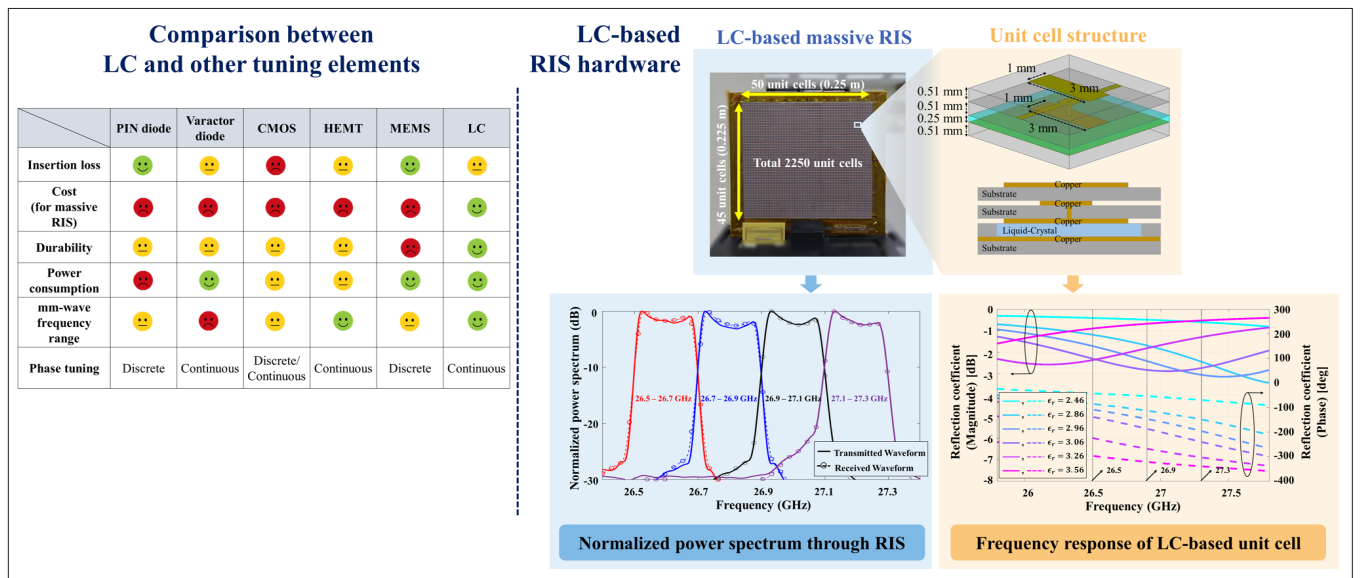 Comparison between
LC and other tuning elements
PIN diode
Varactor
diode
CMOS
HEMT
MEMS
LC
Insertion loss
Cost
(for massive
RIS)
Durability
Power
consumption
mm-wave
frequency
range
Phase tuning
Discrete
Continuous
Discrete/
Continuous
Continuous
Discrete
Continuous
LC-based
RIS hardware
LC-based massive RIS
50 unit cells (0.25 m)
45 unit cells (0.225 m)
Total 2250 unit cells
Unit cell structure
1 mm
3 mm
1 mm
3 mm
0.51 mm
0.51 mm
0.25 mm
0.51 mm
Copper
Substrate
Copper
Substrate
Copper
Liquid-Crystal
Copper
Substrate
Normalized power spectrum (dB)
0
-10
-20
-30
26.5 – 26.7 GHz
26.7 – 26.9 GHz
26.9 – 27.1 GHz
27.1 – 27.3 GHz
Transmitted Waveform
Received Waveform
26.5
26.7
26.9
27.1
27.3
Frequency (GHz)
Normalized power spectrum through RIS
Reflection coefficient
(Magnitude) [dB]
0
-1
-2
-3
-4
-5
-6
-7
-8
, ϵr = 2.46
, ϵr = 2.86
, ϵr = 2.96
, ϵr = 3.06
, ϵr = 3.26
, ϵr = 3.56
26.5
26.9
27.3
300
200
100
0
-100
-200
-300
-400
Reflection coefficient
(Phase) [deg]
26
26.5
27
27.5
Frequency (GHz)
Frequency response of LC-based unit cell